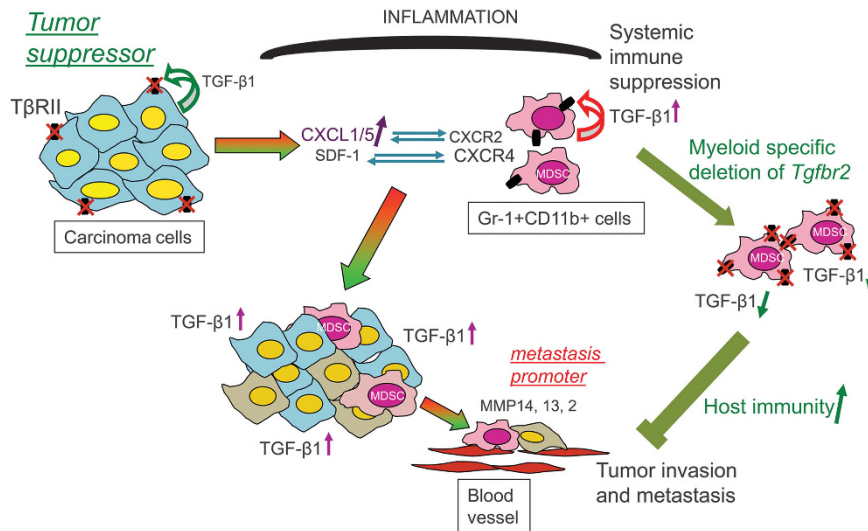 INFLAMMATION
Tumor
suppressor
TGF-β1
TβRII
Carcinoma cells
CXCL1/5
CXCR2
SDF-1
CXCR4
MDSC
Gr-1+CD11b+ cells
Systemic
immune
suppression
TGF-β1
Myeloid specific
deletion of Tgfbr2
MDSC
MDSC
TGF-β1
TGF-β1
TGF-β1
MDSC
TGF-β1
MDSC
TGF-β1
metastasis
promoter
MMP14, 13, 2
Blood
vessel
Host immunity
Tumor invasion
and metastasis